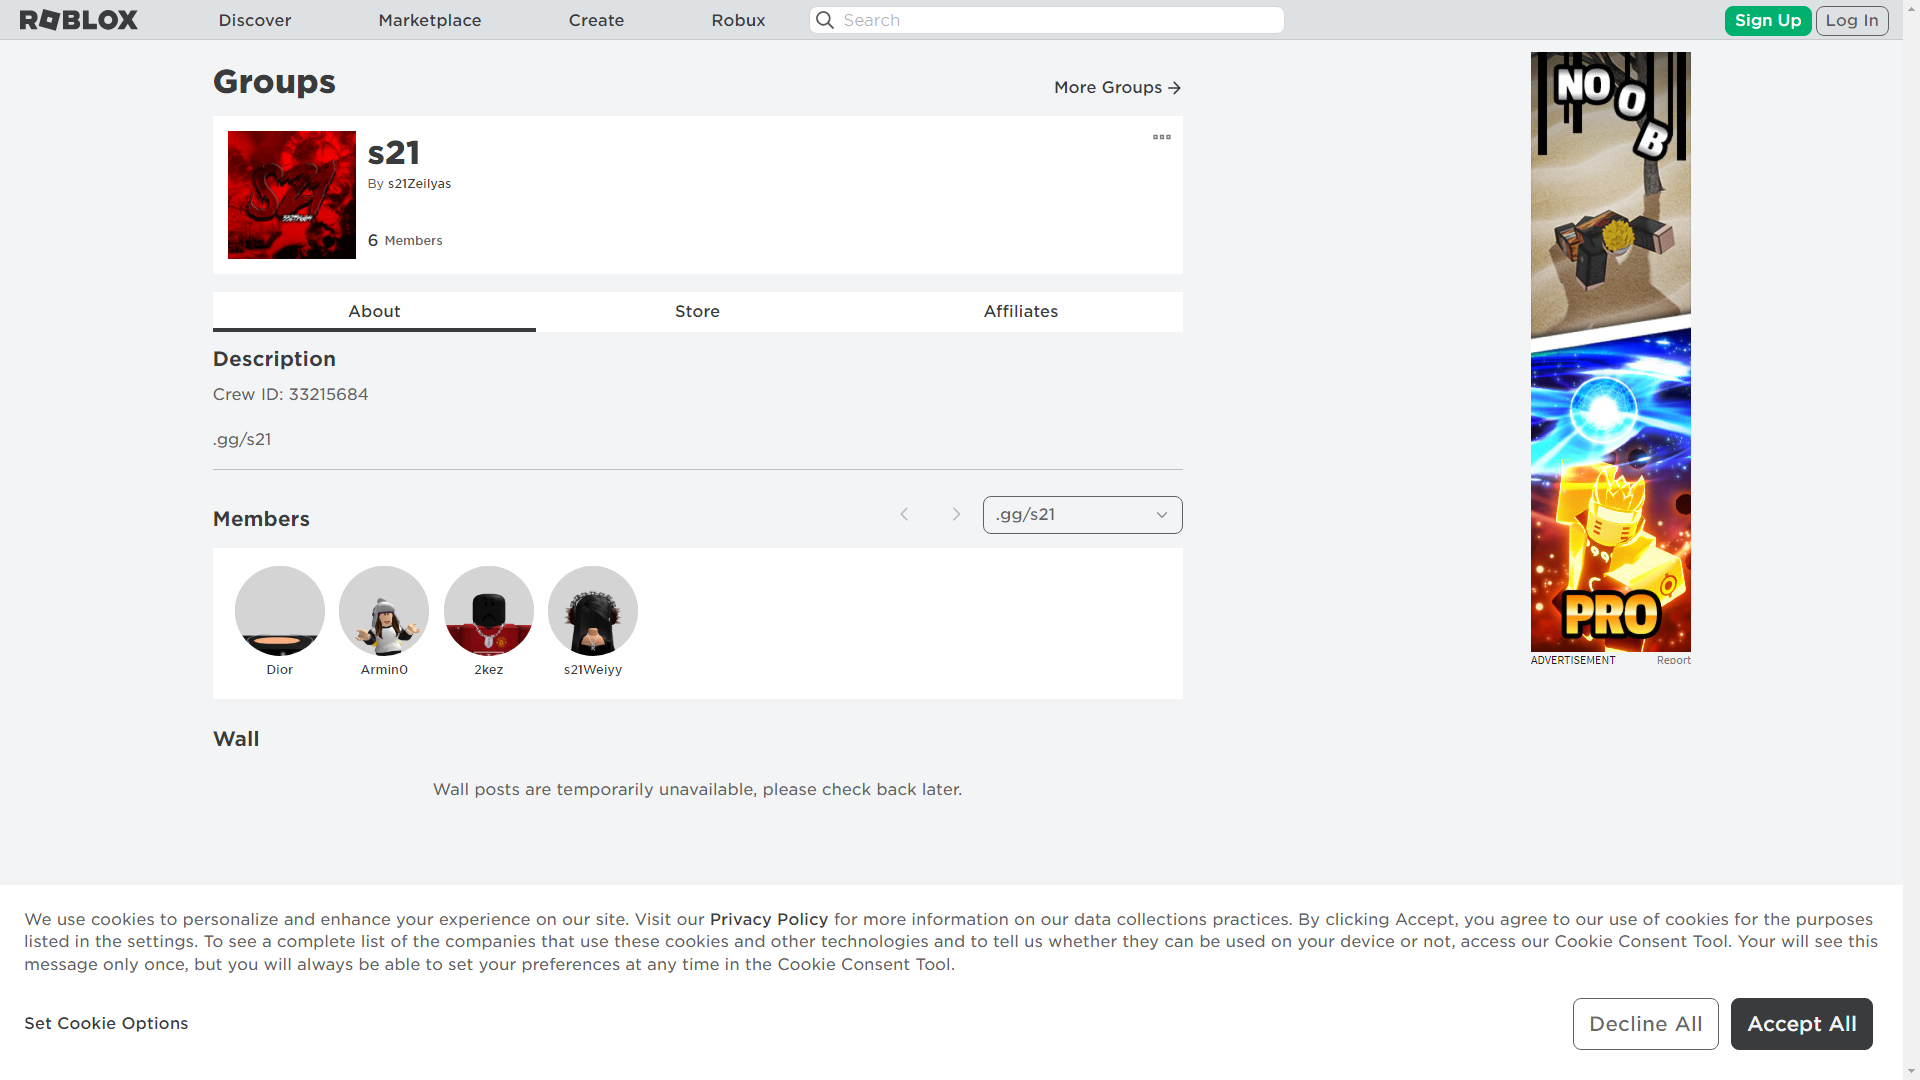 ROBLOX
Discover
Marketplace
Create
Robux
Search
Sign Up
Log In
Groups
More Groups
s21
By s21Zeilyas
6 Members
S21
33215684
About
Store
Affiliates
Description
Crew ID: 33215684
.gg/s21
Members
.gg/s21
Dior
Armin0
2kez
s21Weiyy
Wall
Wall posts are temporarily unavailable, please check back later.
NOOB
PRO
ADVERTISEMENT
Report
We use cookies to personalize and enhance your experience on our site. Visit our Privacy Policy for more information on our data collections practices. By clicking Accept, you agree to our use of cookies for the purposes
listed in the settings. To see a complete list of the companies that use these cookies and other technologies and to tell us whether they can be used on your device or not, access our Cookie Consent Tool. Your will see this
message only once, but you will always be able to set your preferences at any time in the Cookie Consent Tool.
Set Cookie Options
Decline All
Accept All